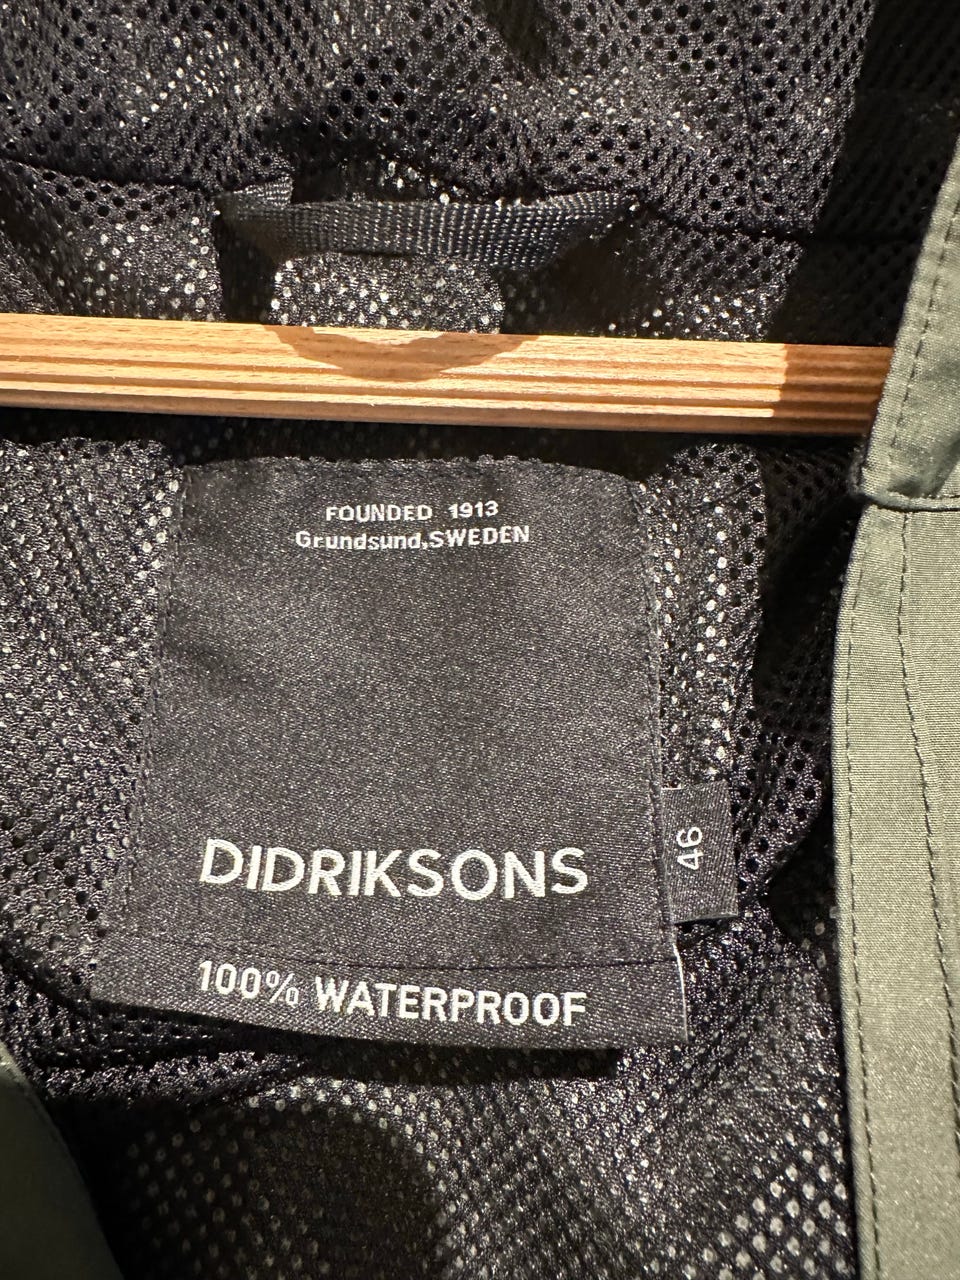 FOUNDED 1913
Grundsund,SWEDEN
DIDRIKSONS
46
100% WATERPROOF